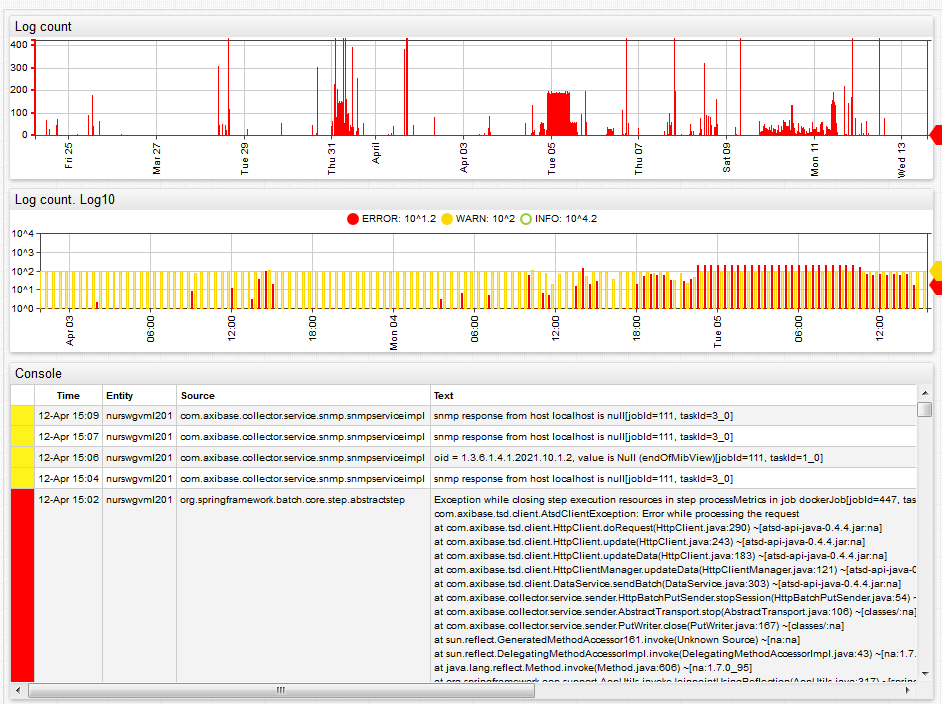 Log count
400
300
200
100
0
Fri 25
Mar 27
Tue 29
Thu 31
April
Apr 03
Tue 05
Thu 07
Sat 09
Mon 11
Wed 13
Log count. Log10
ERROR: 10^1.2 WARN: 10^2 INFO: 10^4.2
10^4
10^3
10^2
10^1
10^0
Apr 03
06:00
12:00
18:00
Mon 04
06:00
12:00
18:00
Tue 05
06:00
12:00
Console
Time Entity Source Text
12-Apr 15:09 nurswgvml201 com.axibase.collector.service.snmp.snmpserviceimpl snmp response from host localhost is null[jobId=111, taskId=3_0]
12-Apr 15:07 nurswgvml201 com.axibase.collector.service.snmp.snmpserviceimpl snmp response from host localhost is null[jobId=111, taskId=3_0]
12-Apr 15:06 nurswgvml201 com.axibase.collector.service.snmp.snmpserviceimpl oid = 1.3.6.1.4.1.2021.10.1.2, value is Null (endOfMibView)[jobId=111, taskId=1_0]
12-Apr 15:04 nurswgvml201 com.axibase.collector.service.snmp.snmpserviceimpl snmp response from host localhost is null[jobId=111, taskId=3_0]
12-Apr 15:02 nurswgvml201 org.springframework.batch.core.step.abstractstep Exception while closing step execution resources in step processMetrics in job dockerJob[jobId=447, tas
com.axibase.tsd.client.AtsdClientException: Error while processing the request
at com.axibase.tsd.client.HttpClient.doRequest(HttpClient.java:290) ~[atsd-api-java-0.4.4.jar:na]
at com.axibase.tsd.client.HttpClient.update(HttpClient.java:243) ~[atsd-api-java-0.4.4.jar:na]
at com.axibase.tsd.client.HttpClient.updateData(HttpClient.java:183) ~[atsd-api-java-0.4.4.jar:na]
at com.axibase.tsd.client.HttpClientManager.updateData(HttpClientManager.java:121) ~[atsd-api-java-0
at com.axibase.tsd.client.DataService.sendBatch(DataService.java:303) ~[atsd-api-java-0.4.4.jar:na]
at com.axibase.collector.service.sender.HttpBatchPutSender.stopSession(HttpBatchPutSender.java:54) ~
at com.axibase.collector.service.sender.AbstractTransport.stop(AbstractTransport.java:106) ~[classes/:na]
at com.axibase.collector.service.sender.PutWriter.close(PutWriter.java:167) ~[classes/:na]
at sun.reflect.GeneratedMethodAccessor161.invoke(Unknown Source) ~[na:na]
at sun.reflect.DelegatingMethodAccessorImpl.invoke(DelegatingMethodAccessorImpl.java:43) ~[na:1.7.
at java.lang.reflect.Method.invoke(Method.java:606) ~[na:1.7.0_95]
at org.springframework.aop.support.AopUtils.invokeJoinpointUsingReflection(AopUtils.java:317) ~[spring